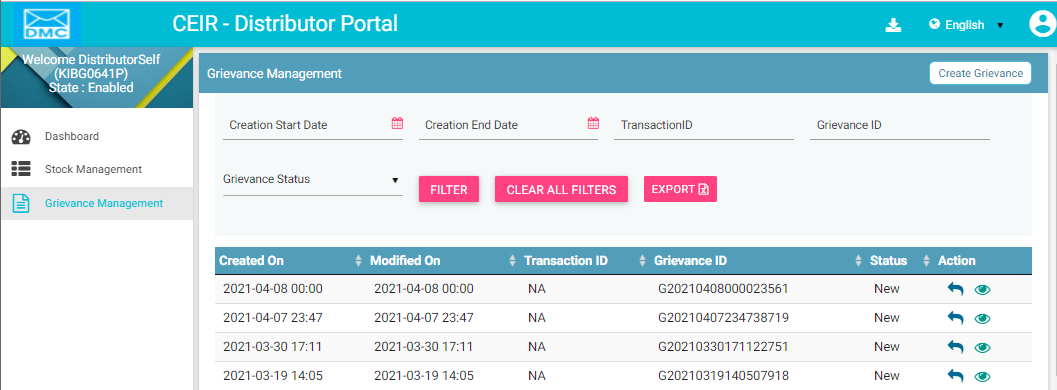 DMC
CEIR - Distributor Portal
English
Welcome DistributorSelf
(KIBG0641P)
State : Enabled
Dashboard
Stock Management
Grievance Management
Grievance Management
Create Grievance
Creation Start Date
Creation End Date
TransactionID
Grievance ID
Grievance Status
FILTER
CLEAR ALL FILTERS
EXPORT
Created On Modified On Transaction ID Grievance ID Status Action
2021-04-08 00:00 2021-04-08 00:00 NA G20210408000023561 New
2021-04-07 23:47 2021-04-07 23:47 NA G20210407234738719 New
2021-03-30 17:11 2021-03-30 17:11 NA G20210330171122751 New
2021-03-19 14:05 2021-03-19 14:05 NA G20210319140507918 New